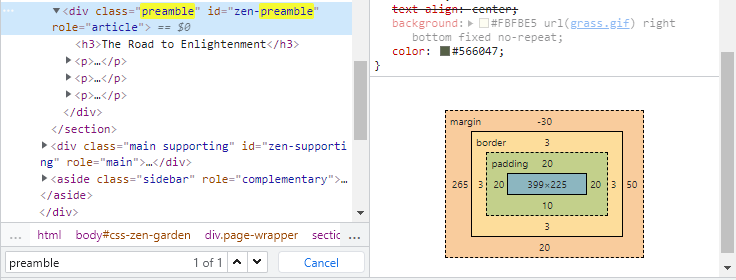 <div class="preamble" id="zen-preamble"
role="article"> == $0
<h3>The Road to Enlightenment</h3>
<p>…</p>
<p>…</p>
<p>…</p>
</div>
</section>
<div class="main supporting" id="zen-supporti
ng" role="main">…</div>
<aside class="sidebar" role="complementary">…
</aside>
</div>
… html body#css-zen-garden div.page-wrapper sectio …
preamble 1 of 1 Cancel
text-align: center;
background: #FBFBE5 url(grass.gif) right
bottom fixed no-repeat;
color: #566047;
}
margin -30
border 3
padding 20
265 3 20 399×225 20 3 50
10
3
20